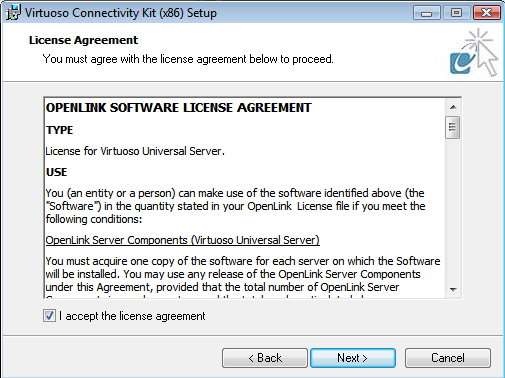 Virtuoso Connectivity Kit (x86) Setup
License Agreement
You must agree with the license agreement below to proceed.
OPENLINK SOFTWARE LICENSE AGREEMENT
TYPE
License for Virtuoso Universal Server.
USE
You (an entity or a person) can make use of the software identified above (the
"Software") in the quantity stated in your OpenLink License file if you meet the
following conditions:
OpenLink Server Components (Virtuoso Universal Server)
You must acquire one copy of the software for each server on which the Software
will be installed. You may use any release of the OpenLink Server Components
under this Agreement, provided that the total number of OpenLink Server
I accept the license agreement
< Back
Next >
Cancel